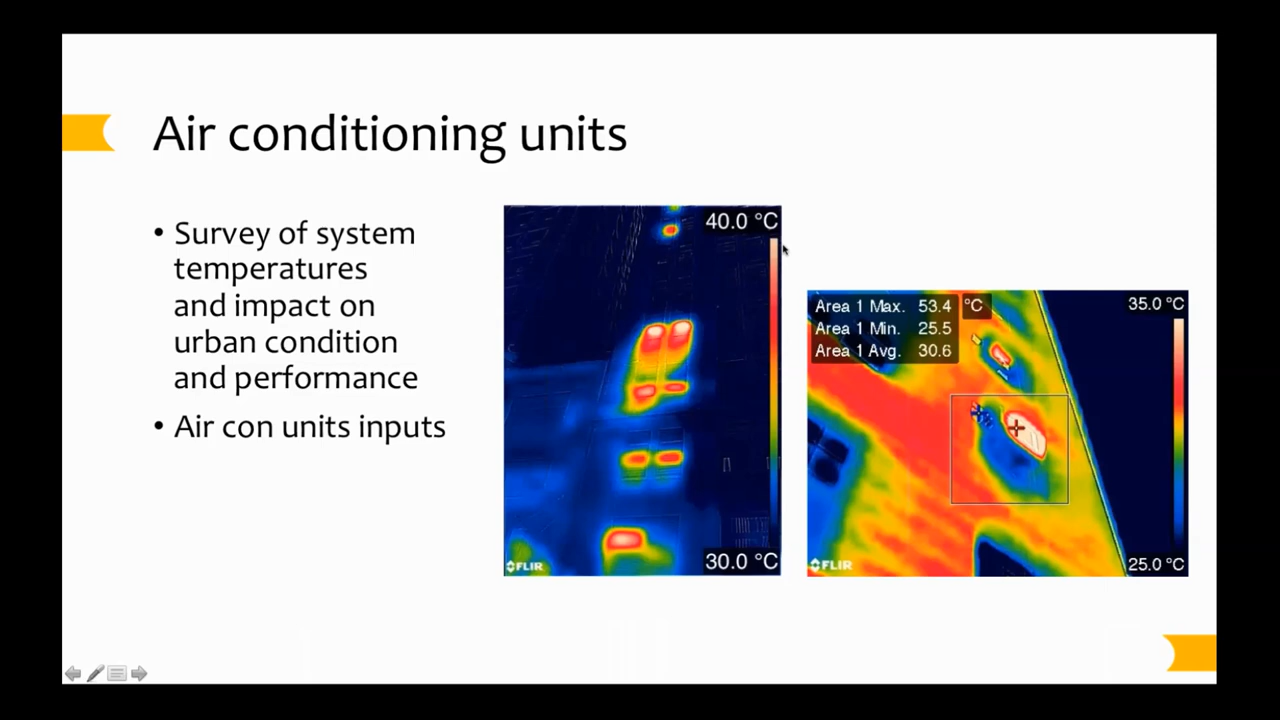 Air conditioning units
• Survey of system
temperatures
and impact on
urban condition
and performance
• Air con units inputs
40.0 °C
30.0 °C
FLIR
Area 1 Max. 53.4 °C
Area 1 Min. 25.5
Area 1 Avg. 30.6
35.0 °C
25.0 °C
FLIR